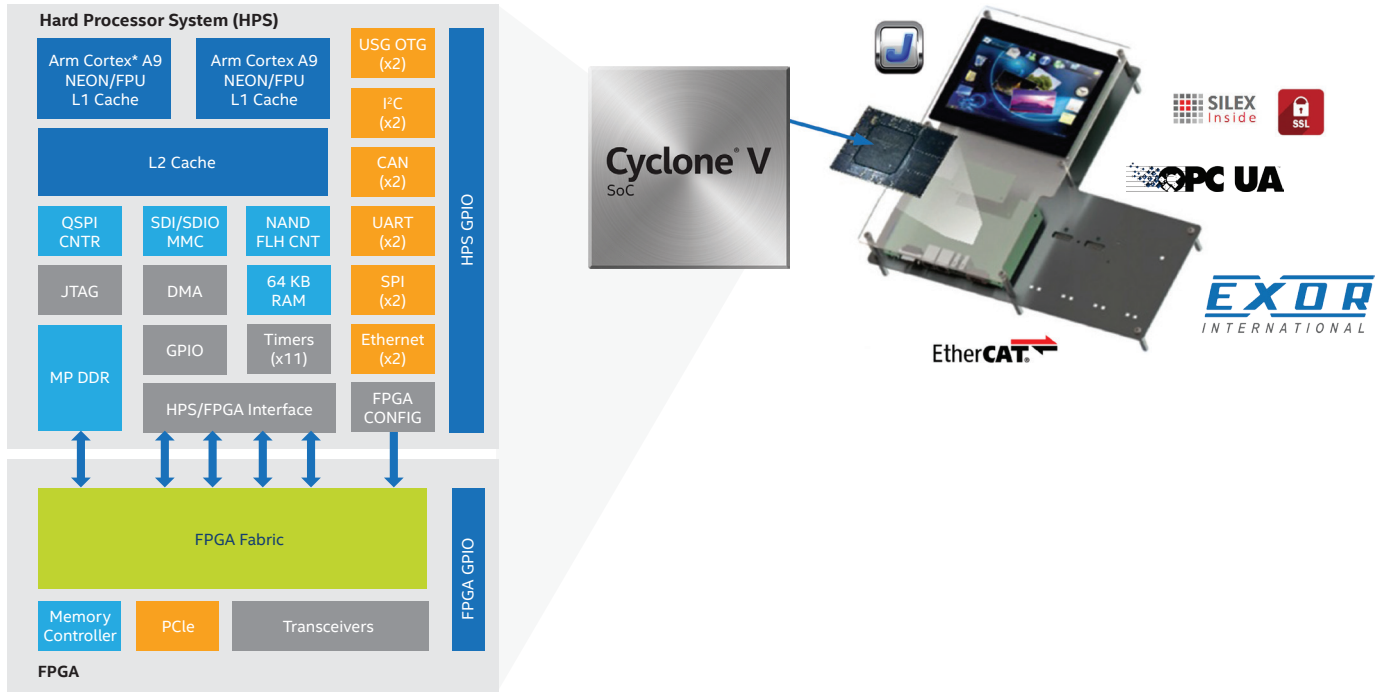 Hard Processor System (HPS)
Arm Cortex* A9
NEON/FPU
L1 Cache
Arm Cortex A9
NEON/FPU
L1 Cache
L2 Cache
QSPI
CNTR
SDI/SDIO
MMC
NAND
FLH CNT
JTAG
DMA
64 KB
RAM
MP DDR
GPIO
Timers
(x11)
HPS/FPGA Interface
USG OTG
(x2)
I²C
(x2)
CAN
(x2)
UART
(x2)
SPI
(x2)
Ethernet
(x2)
FPGA
CONFIG
HPS GPIO
FPGA Fabric
FPGA GPIO
Memory
Controller
PCIe
Transceivers
FPGA
Cyclone® V
SoC
J
SILEX
Inside
SSL
OPC UA
EXOR
INTERNATIONAL
EtherCAT®